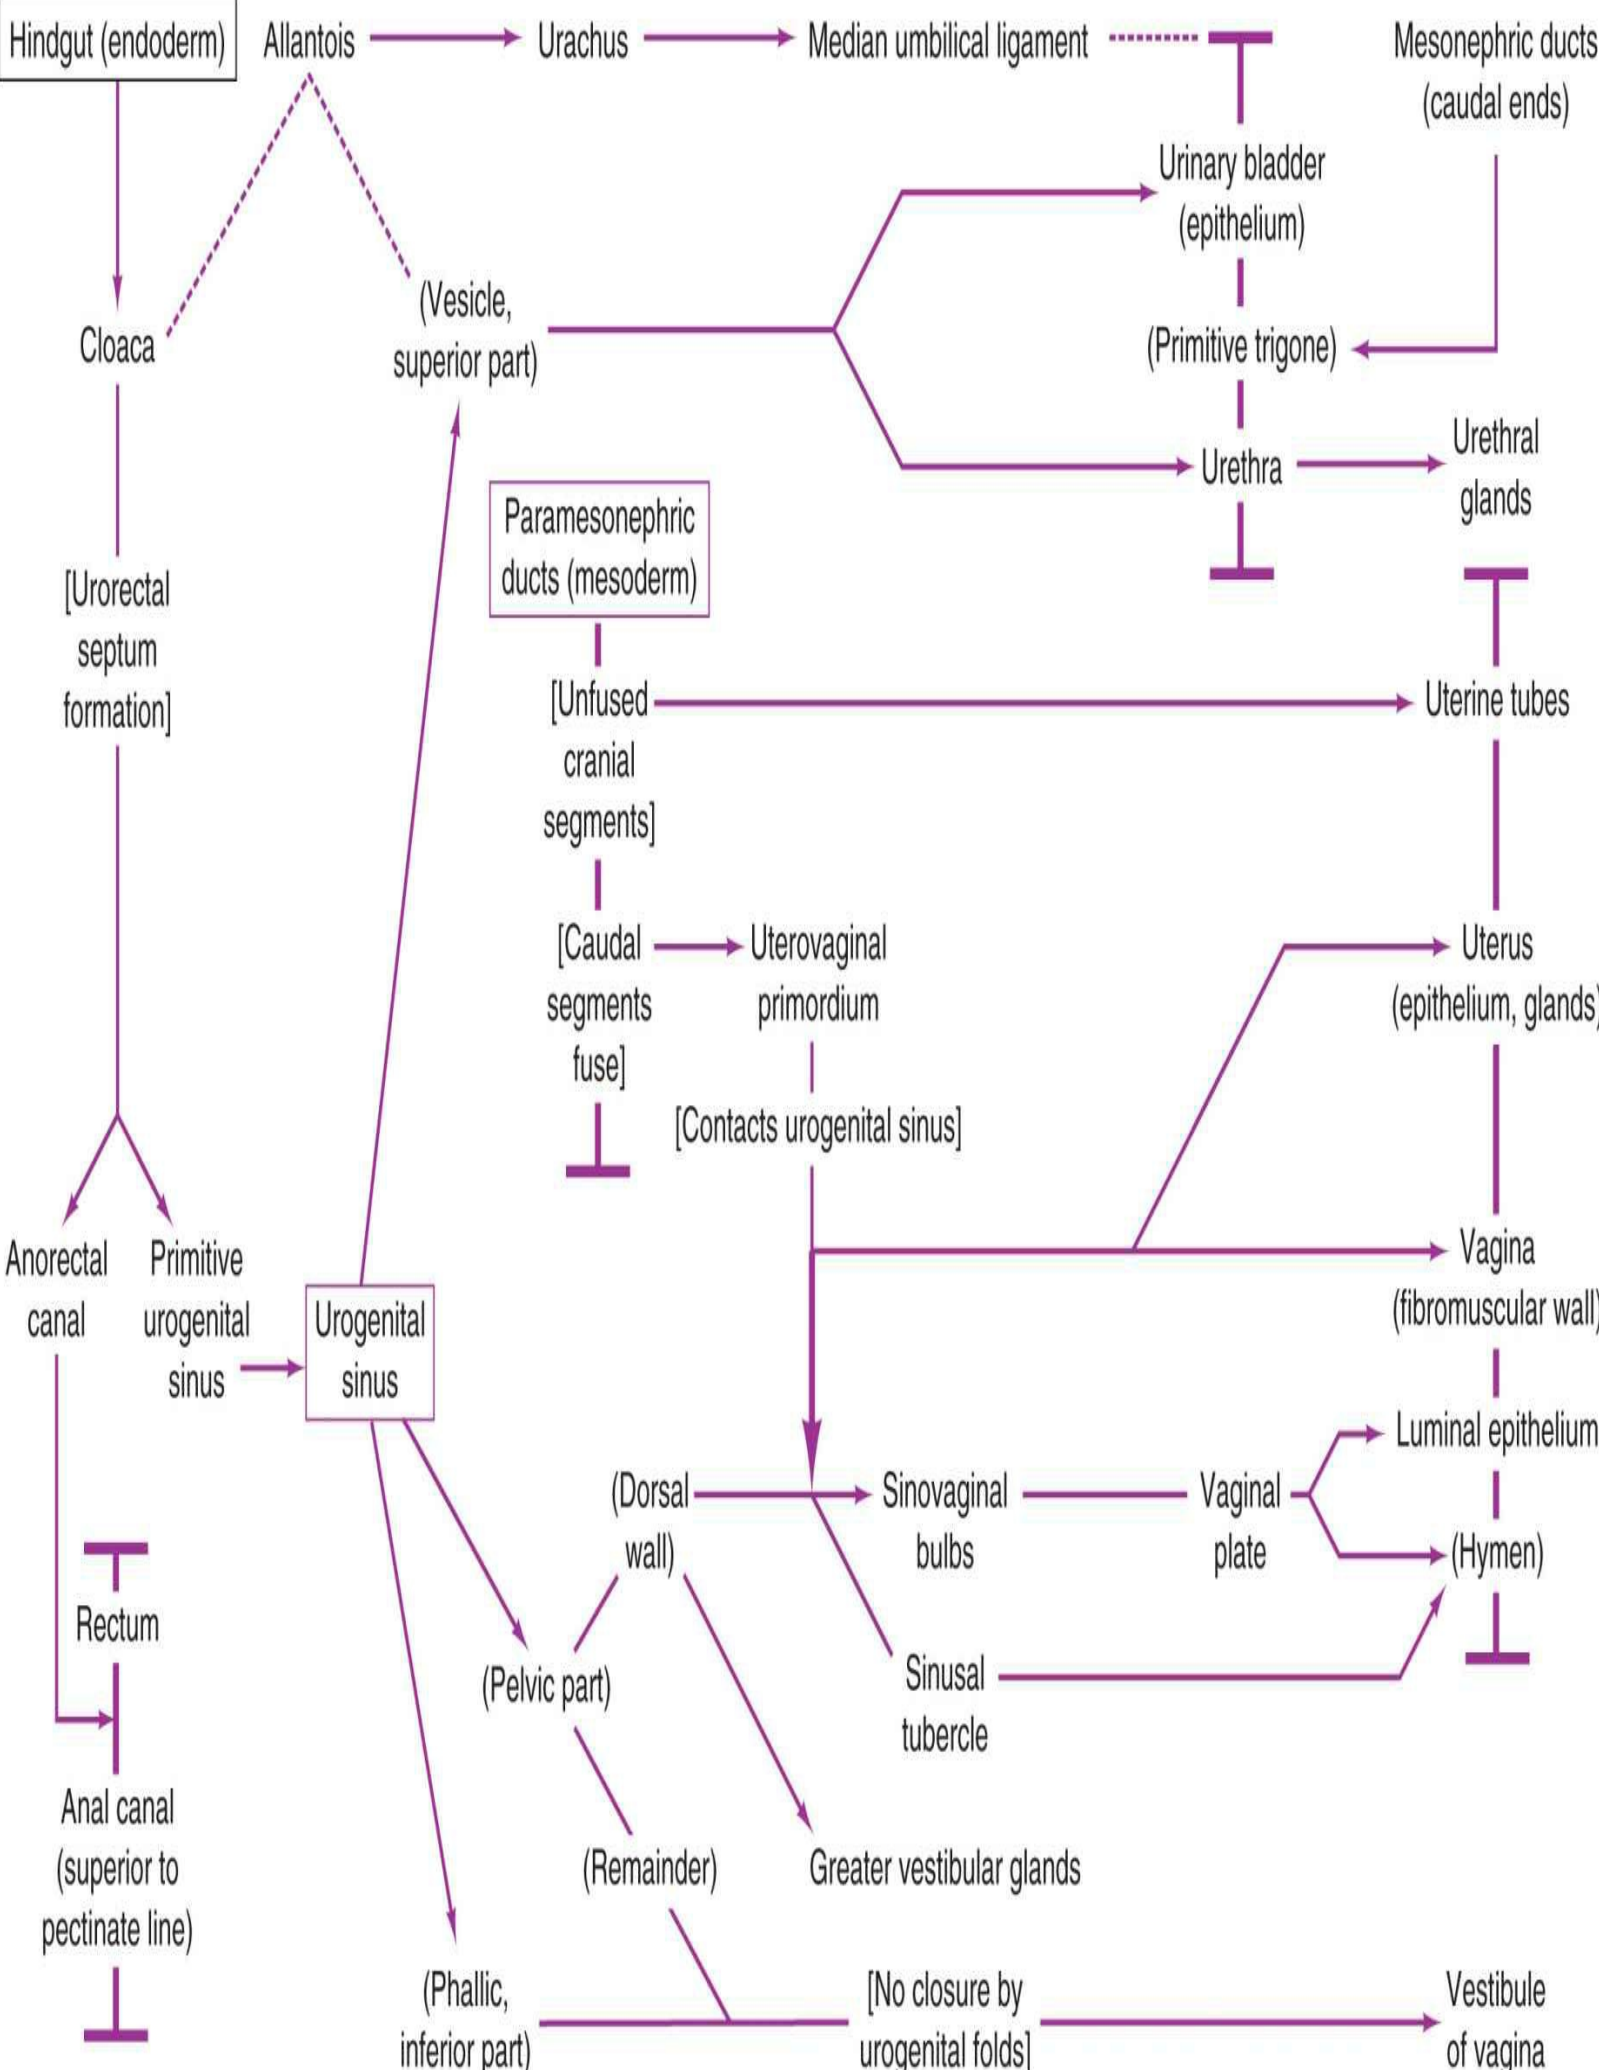 Hindgut (endoderm)
Allantois
Urachus
Median umbilical ligament
Mesonephric ducts
(caudal ends)
Urinary bladder
(epithelium)
Cloaca
(Vesicle,
superior part)
(Primitive trigone)
Urethra
Urethral
glands
Paramesonephric
ducts (mesoderm)
[Urorectal
septum
formation]
[Unfused
cranial
segments]
Uterine tubes
[Caudal
segments
fuse]
Uterovaginal
primordium
Uterus
(epithelium, glands)
[Contacts urogenital sinus]
Anorectal
canal
Primitive
urogenital
sinus
Urogenital
sinus
Vagina
(fibromuscular wall)
Luminal epithelium
(Dorsal
wall)
Sinovaginal
bulbs
Vaginal
plate
(Hymen)
Rectum
(Pelvic part)
Sinusal
tubercle
Anal canal
(superior to
pectinate line)
(Remainder)
Greater vestibular glands
(Phallic,
inferior part)
[No closure by
urogenital folds]
Vestibule
of vagina